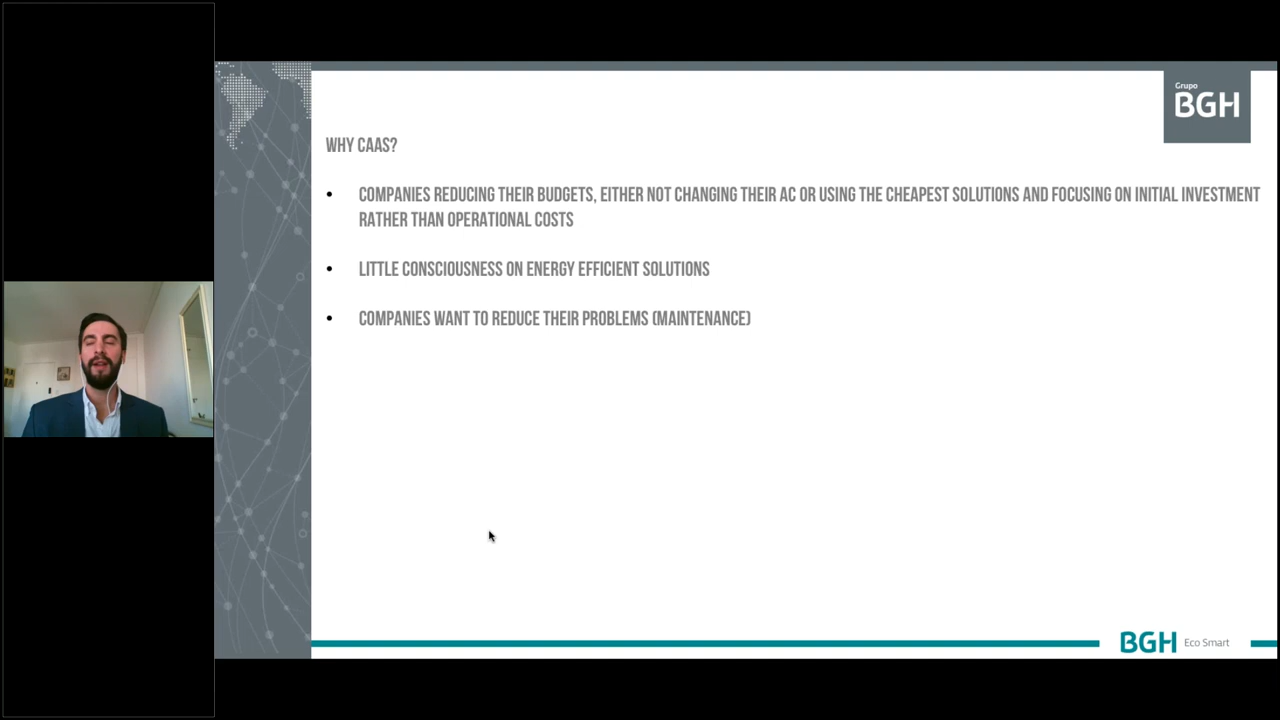 Grupo
BGH
WHY CAAS?
• COMPANIES REDUCING THEIR BUDGETS, EITHER NOT CHANGING THEIR AC OR USING THE CHEAPEST SOLUTIONS AND FOCUSING ON INITIAL INVESTMENT
RATHER THAN OPERATIONAL COSTS
• LITTLE CONSCIOUSNESS ON ENERGY EFFICIENT SOLUTIONS
• COMPANIES WANT TO REDUCE THEIR PROBLEMS (MAINTENANCE)
BGH Eco Smart